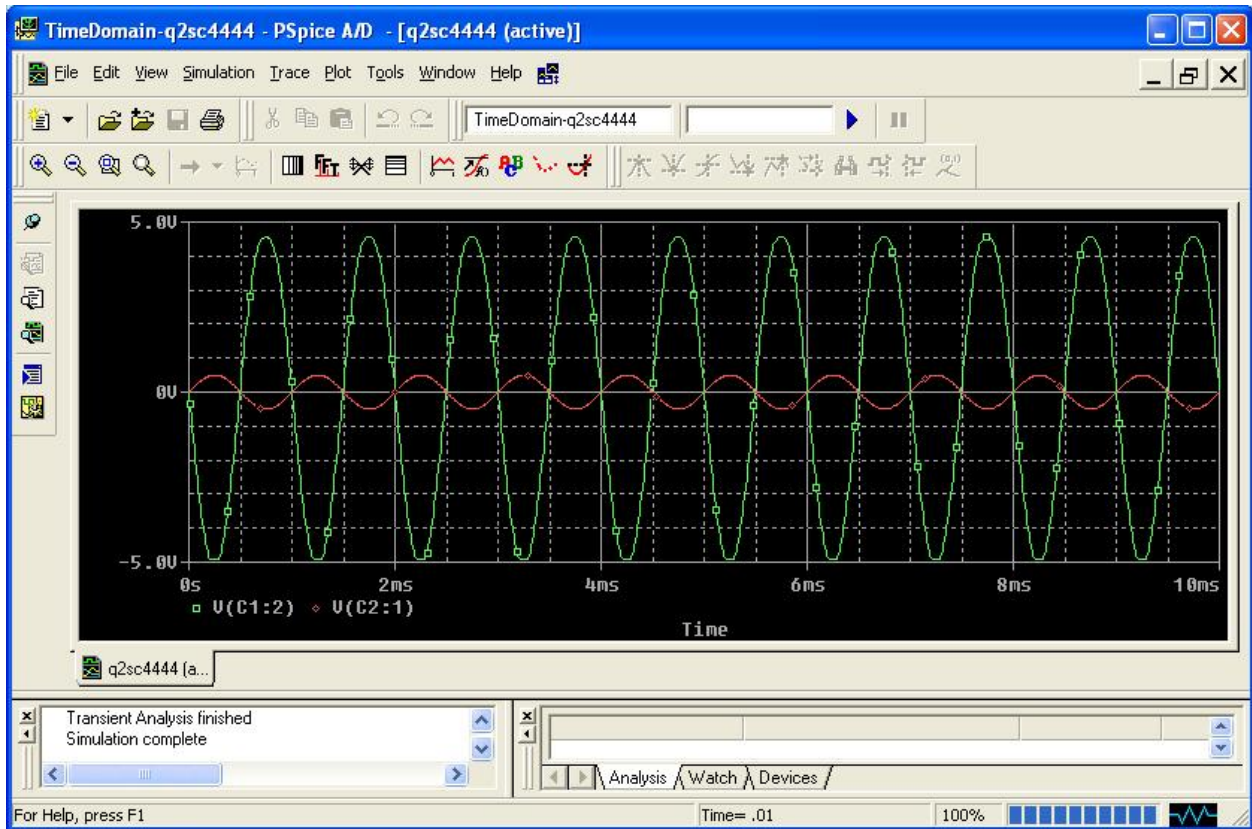 TimeDomain-q2sc4444 - PSpice A/D - [q2sc4444 (active)]
File Edit View Simulation Trace Plot Tools Window Help
TimeDomain-q2sc4444
FFT
ABC
5.0V
0V
-5.0V
0s 2ms 4ms 6ms 8ms 10ms
V(C1:2) V(C2:1)
Time
q2sc4444 (a...
Transient Analysis finished
Simulation complete
Analysis Watch Devices
For Help, press F1 Time= .01 100%